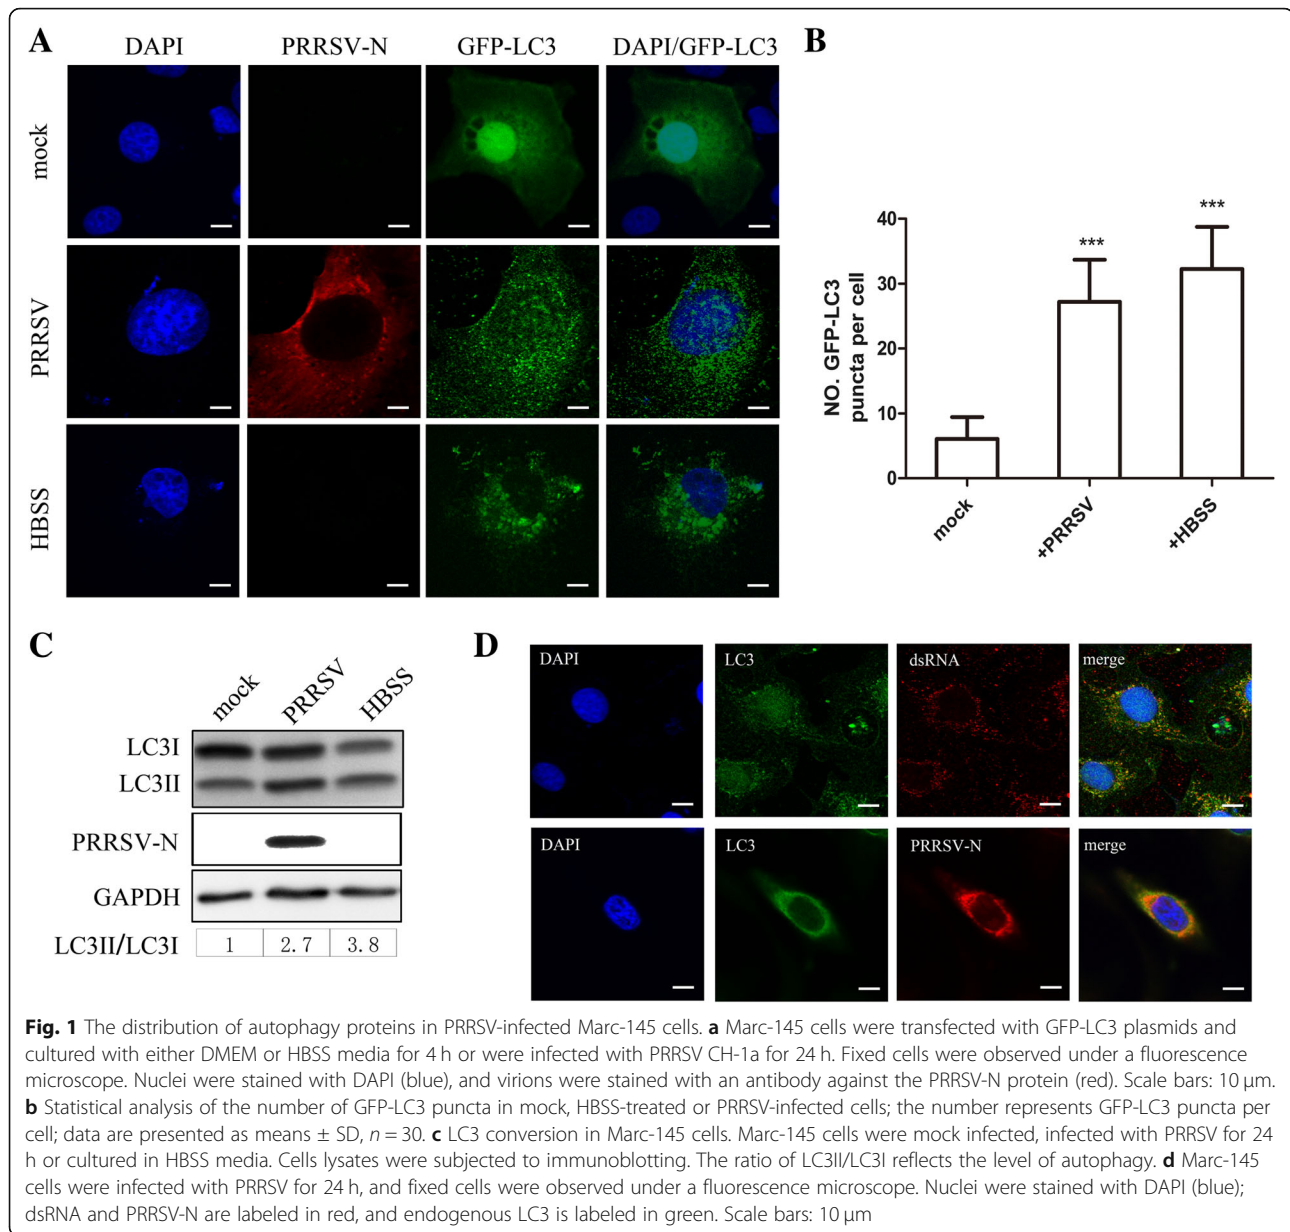 A
DAPI PRRSV-N GFP-LC3 DAPI/GFP-LC3
mock
PRRSV
HBSS
B
NO. GFP-LC3
puncta per cell
40
30
20
10
0
***
***
mock
+PRRSV
+HBSS
C
mock PRRSV HBSS
LC3I
LC3II
PRRSV-N
GAPDH
LC3II/LC3I 1 2.7 3.8
D
DAPI LC3 dsRNA merge
DAPI LC3 PRRSV-N merge
Fig. 1 The distribution of autophagy proteins in PRRSV-infected Marc-145 cells. a Marc-145 cells were transfected with GFP-LC3 plasmids and
cultured with either DMEM or HBSS media for 4 h or were infected with PRRSV CH-1a for 24 h. Fixed cells were observed under a fluorescence
microscope. Nuclei were stained with DAPI (blue), and virions were stained with an antibody against the PRRSV-N protein (red). Scale bars: 10 μm.
b Statistical analysis of the number of GFP-LC3 puncta in mock, HBSS-treated or PRRSV-infected cells; the number represents GFP-LC3 puncta per
cell; data are presented as means ± SD, n = 30. c LC3 conversion in Marc-145 cells. Marc-145 cells were mock infected, infected with PRRSV for 24
h or cultured in HBSS media. Cells lysates were subjected to immunoblotting. The ratio of LC3II/LC3I reflects the level of autophagy. d Marc-145
cells were infected with PRRSV for 24 h, and fixed cells were observed under a fluorescence microscope. Nuclei were stained with DAPI (blue);
dsRNA and PRRSV-N are labeled in red, and endogenous LC3 is labeled in green. Scale bars: 10 μm